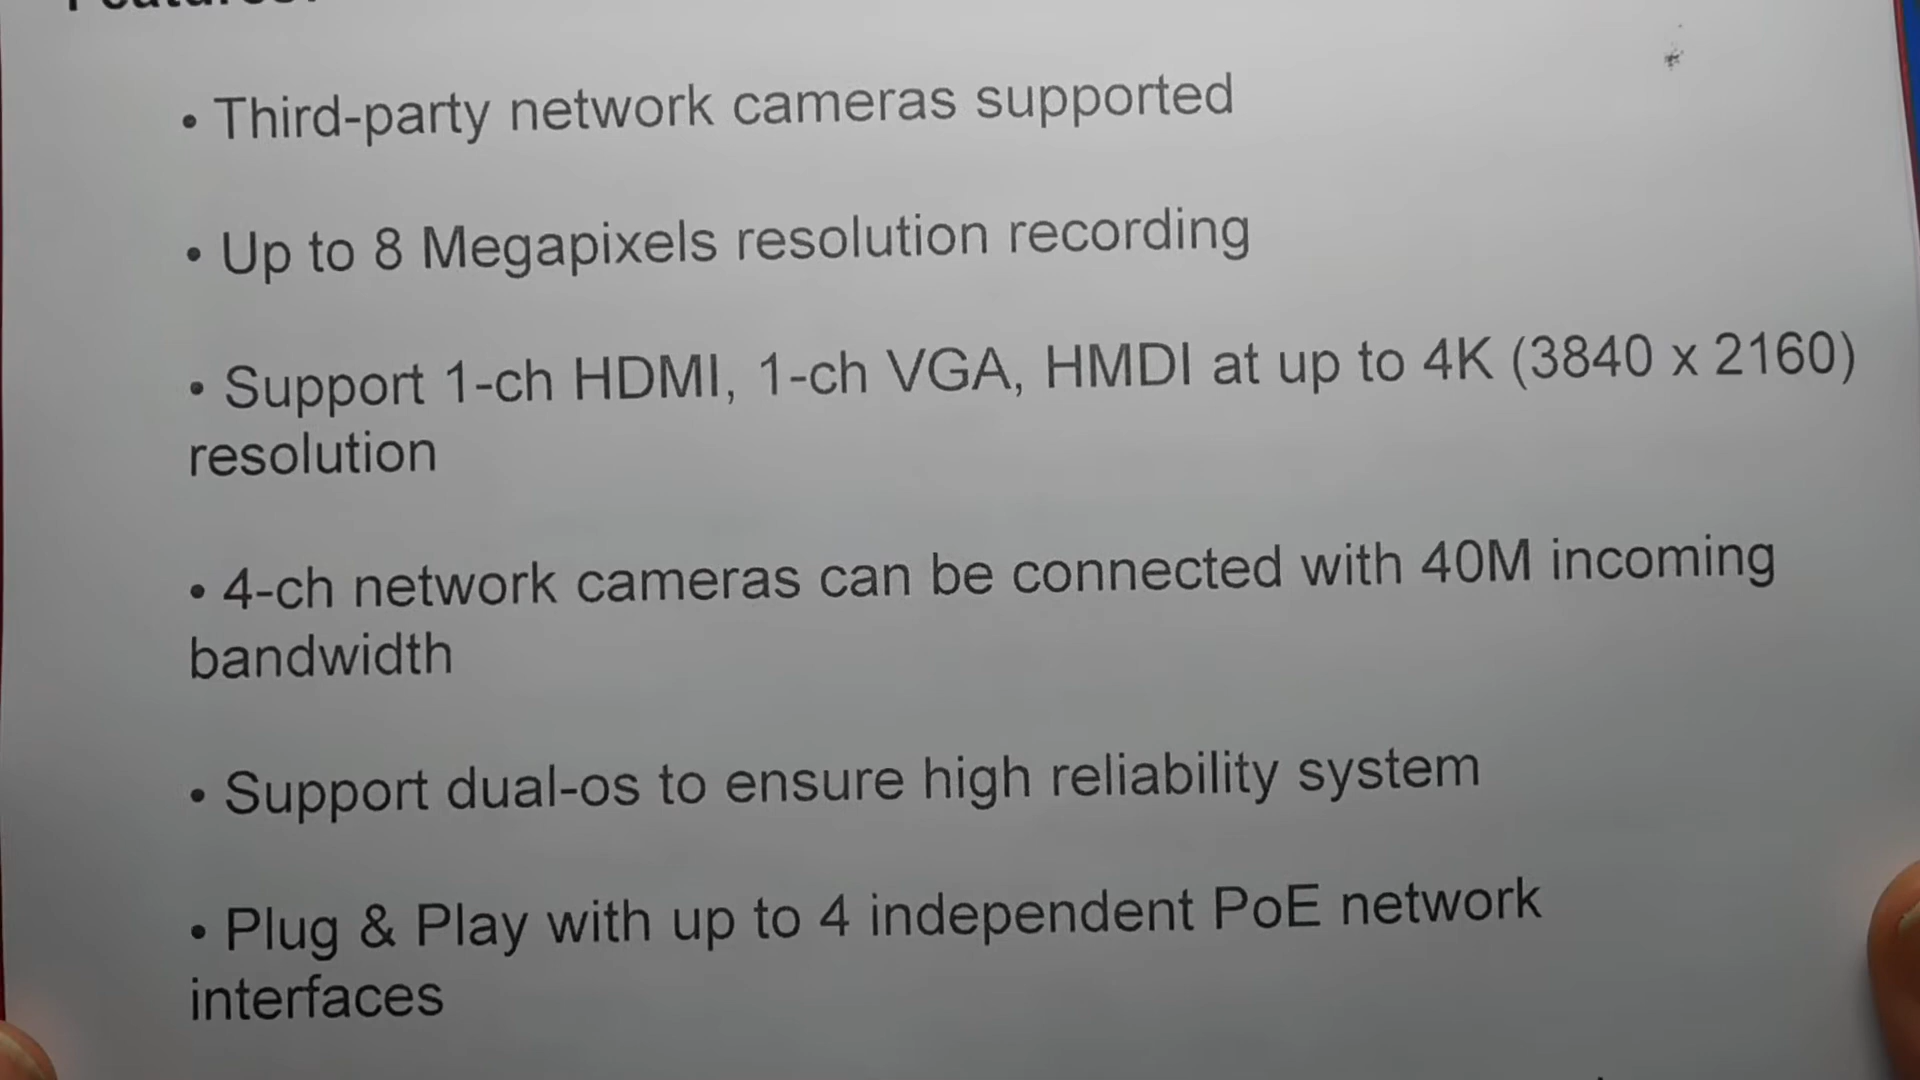 Features:
• Third-party network cameras supported
• Up to 8 Megapixels resolution recording
• Support 1-ch HDMI, 1-ch VGA, HMDI at up to 4K (3840 x 2160)
resolution
• 4-ch network cameras can be connected with 40M incoming
bandwidth
• Support dual-os to ensure high reliability system
• Plug & Play with up to 4 independent PoE network
interfaces